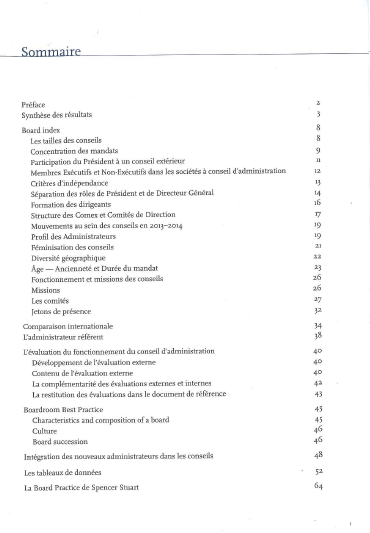 Sommaire
Préface 2
Synthèse des résultats 3
Board index 8
Les tailles des conseils 8
Concentration des mandats 9
Participation du Président à un conseil extérieur 11
Membres Exécutifs et Non-Exécutifs dans les sociétés à conseil d'administration 12
Critères d'indépendance 13
Séparation des rôles de Président et de Directeur Général 14
Formation des dirigeants 16
Structure des Comex et Comités de Direction 17
Mouvements au sein des conseils en 2013–2014 19
Profil des Administrateurs 19
Féminisation des conseils 21
Diversité géographique 22
Âge — Ancienneté et Durée du mandat 23
Fonctionnement et missions des conseils 26
Missions 26
Les comités 27
Jetons de présence 32
Comparaison internationale 34
L'administrateur référent 38
L'évaluation du fonctionnement du conseil d'administration 40
Développement de l'évaluation externe 40
Contenu de l'évaluation externe 40
La complémentarité des évaluations externes et internes 42
La restitution des évaluations dans le document de référence 43
Boardroom Best Practice 45
Characteristics and composition of a board 45
Culture 46
Board succession 46
Intégration des nouveaux administrateurs dans les conseils 48
Les tableaux de données 52
La Board Practice de Spencer Stuart 64
1